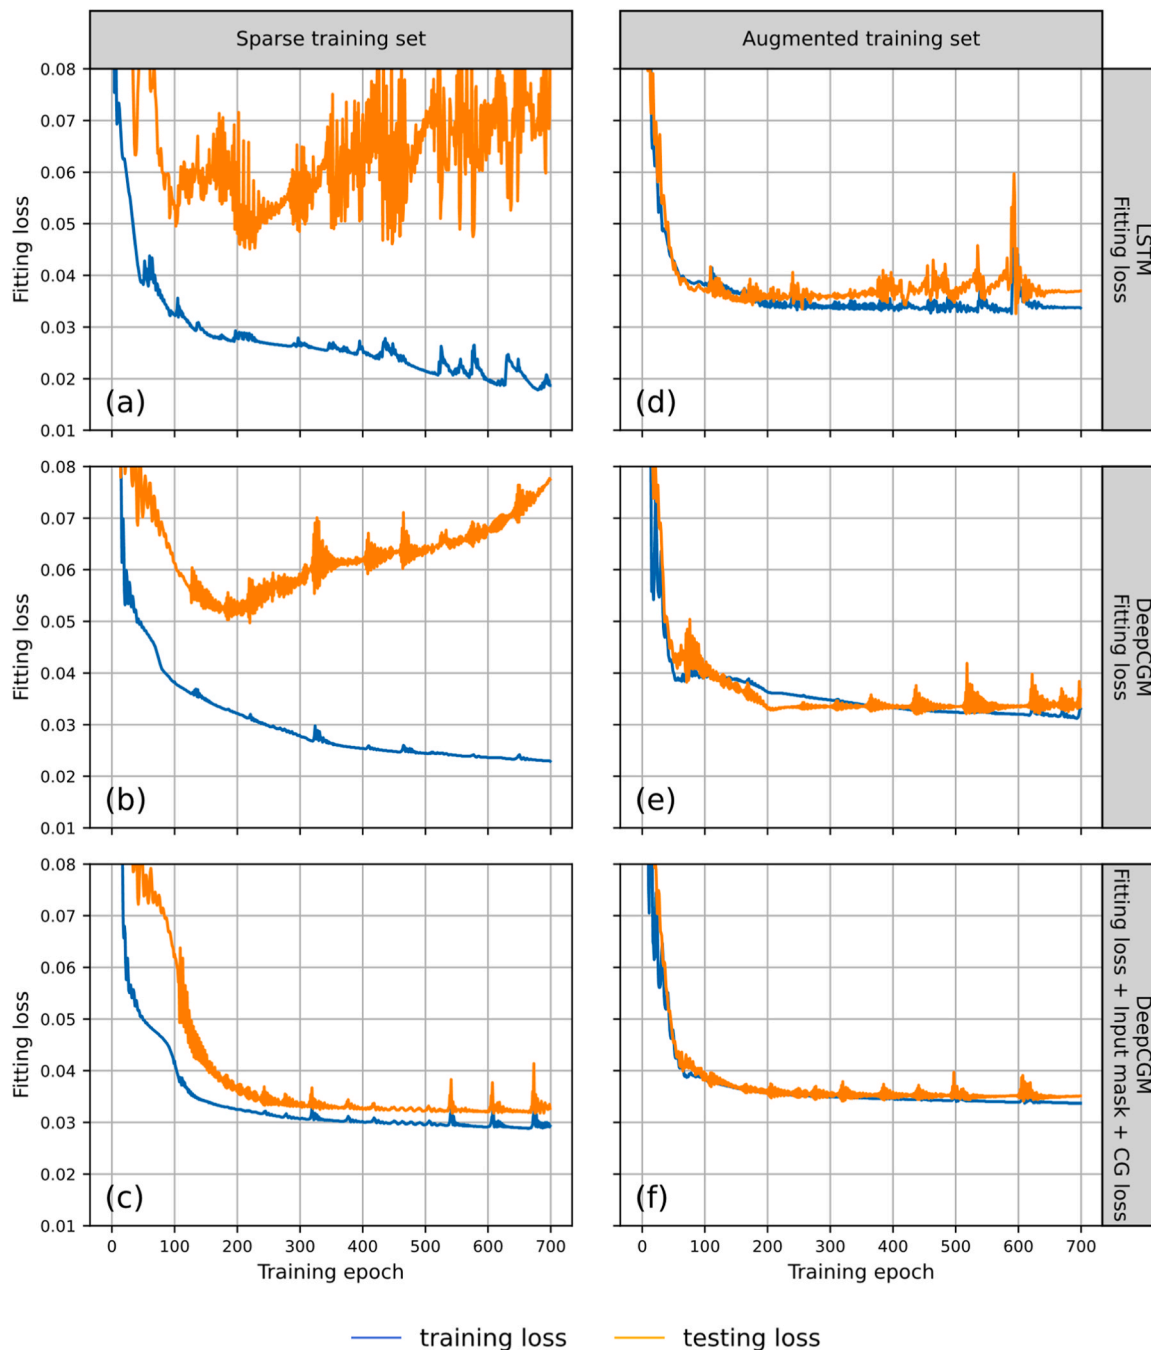 Sparse training set
Augmented training set
0.08
0.07
0.06
0.05
0.04
0.03
0.02
0.01
Fitting loss
(a)
(d)
LSTM
Fitting loss
0.08
0.07
0.06
0.05
0.04
0.03
0.02
0.01
Fitting loss
(b)
(e)
DeepCGM
Fitting loss
0.08
0.07
0.06
0.05
0.04
0.03
0.02
0.01
Fitting loss
(c)
(f)
DeepCGM
Fitting loss + Input mask + CG loss
0 100 200 300 400 500 600 700
Training epoch
0 100 200 300 400 500 600 700
Training epoch
training loss
testing loss